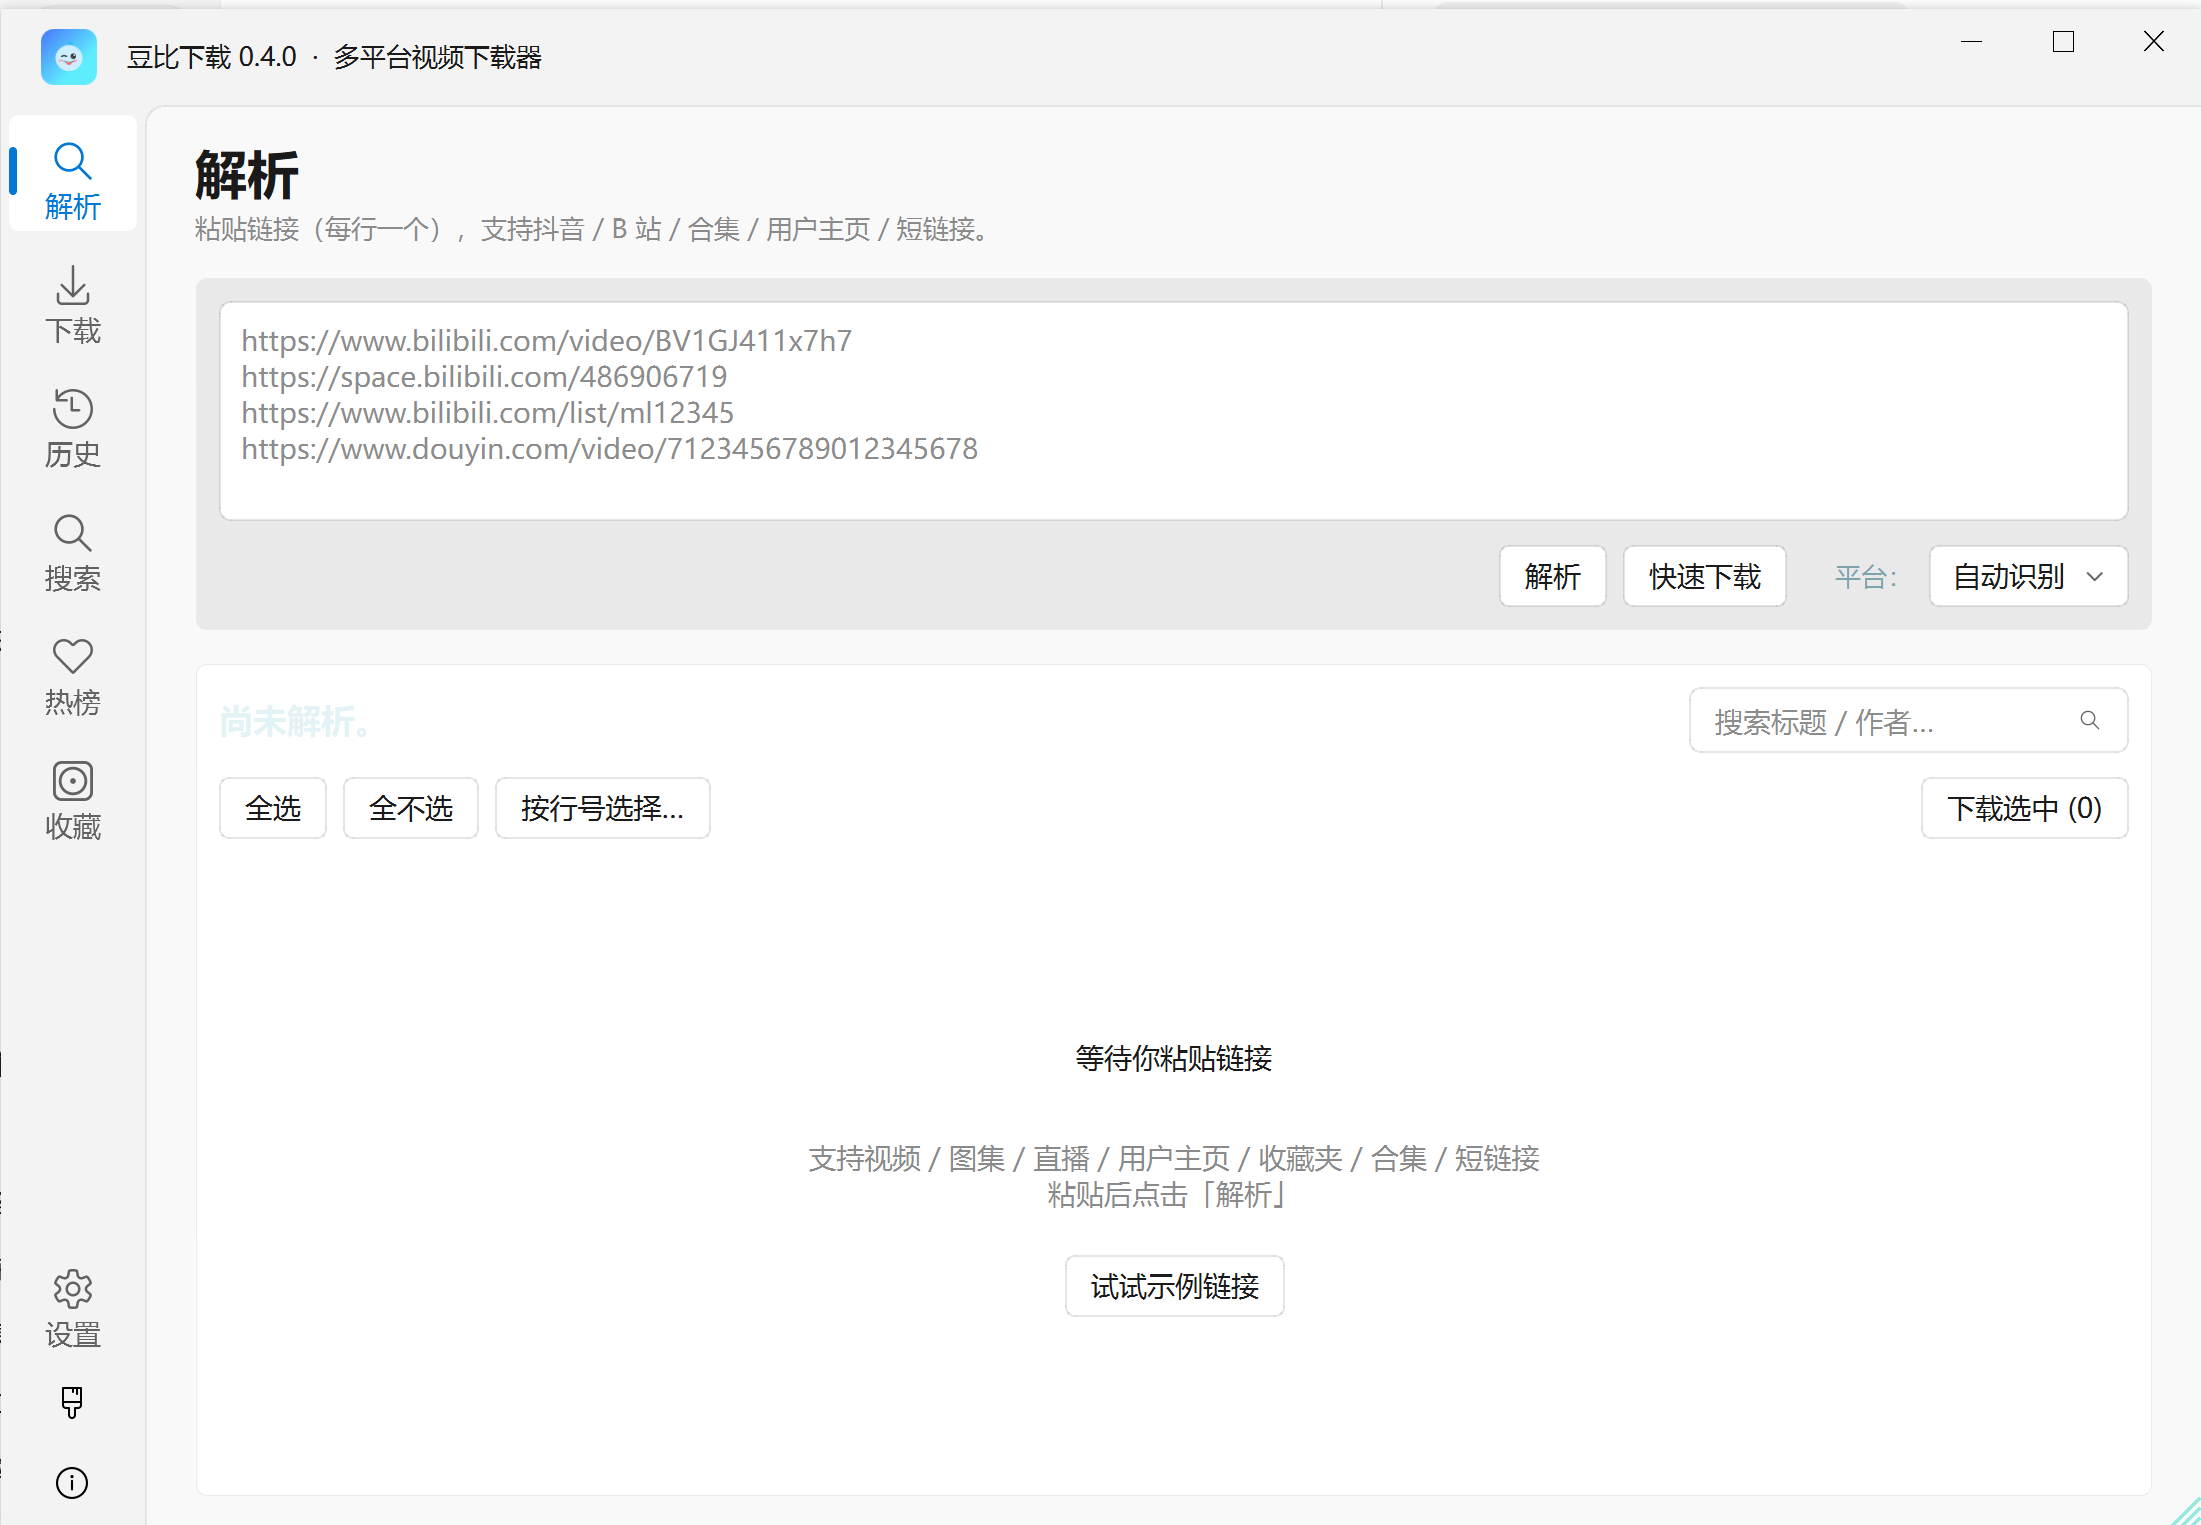 豆比下载 0.4.0 · 多平台视频下载器
解析
下载
历史
搜索
热榜
收藏
设置
解析
粘贴链接（每行一个），支持抖音 / B 站 / 合集 / 用户主页 / 短链接。
https://www.bilibili.com/video/BV1GJ411x7h7
https://space.bilibili.com/486906719
https://www.bilibili.com/list/ml12345
https://www.douyin.com/video/7123456789012345678
解析 快速下载 平台： 自动识别
尚未解析。 搜索标题 / 作者...
全选 全不选 按行号选择... 下载选中 (0)
等待你粘贴链接
支持视频 / 图集 / 直播 / 用户主页 / 收藏夹 / 合集 / 短链接
粘贴后点击「解析」
试试示例链接